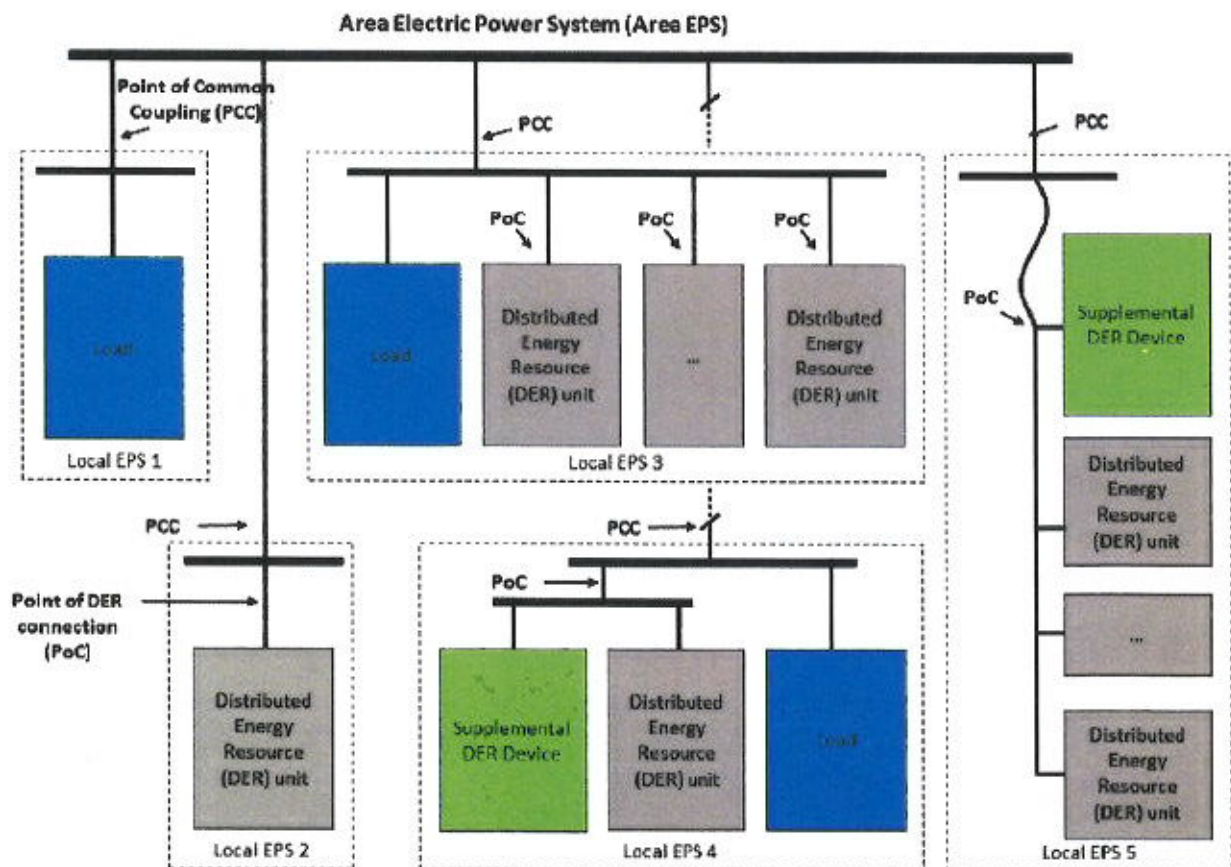 Area Electric Power System (Area EPS)
Point of Common
Coupling (PCC)
PCC
PCC
PoC
PoC
PoC
Load
Load
Distributed
Energy
Resource
(DER) unit
...
Distributed
Energy
Resource
(DER) unit
Local EPS 1
Local EPS 3
PoC
Supplemental
DER Device
Distributed
Energy
Resource
(DER) unit
...
Distributed
Energy
Resource
(DER) unit
Local EPS 5
PCC
Point of DER
connection
(PoC)
Distributed
Energy
Resource
(DER) unit
Local EPS 2
PCC
PoC
Supplemental
DER Device
Distributed
Energy
Resource
(DER) unit
Load
Local EPS 4